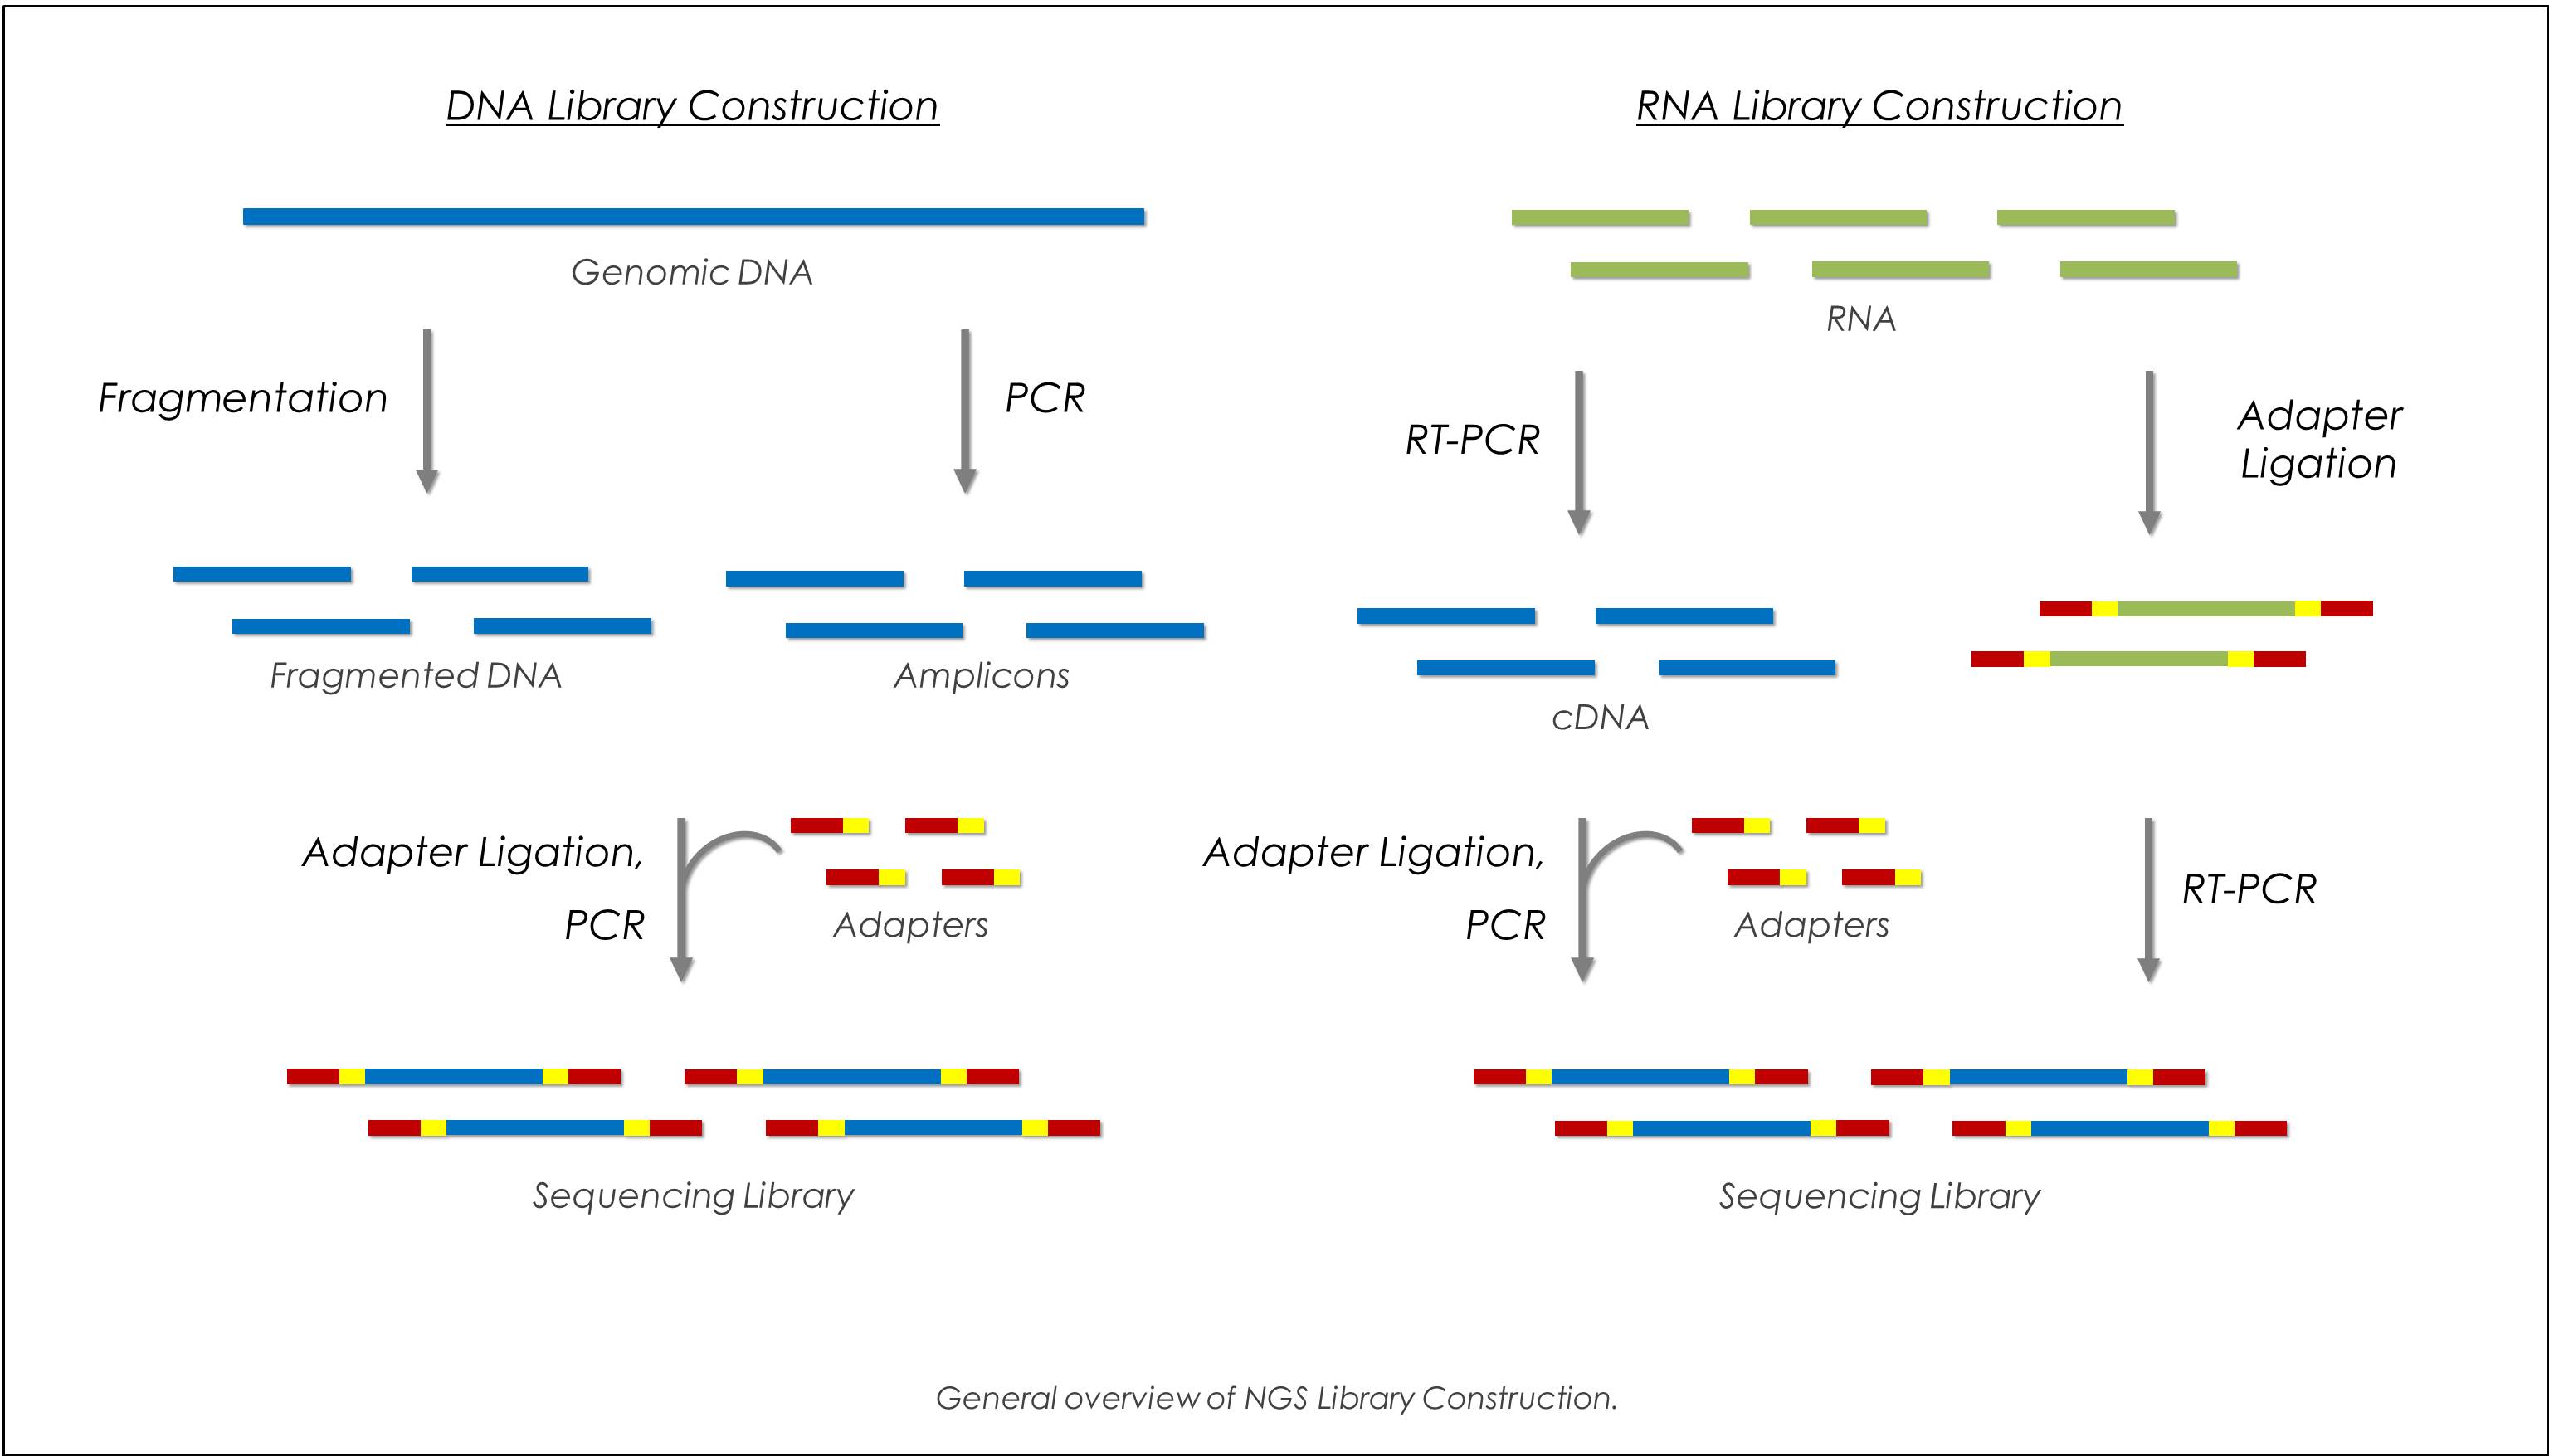 DNA Library Construction
Genomic DNA
Fragmentation
PCR
Fragmented DNA
Amplicons
Adapter Ligation,
PCR
Adapters
Sequencing Library
RNA Library Construction
RNA
RT-PCR
Adapter
Ligation
cDNA
Adapter Ligation,
PCR
Adapters
RT-PCR
Sequencing Library
General overview of NGS Library Construction.